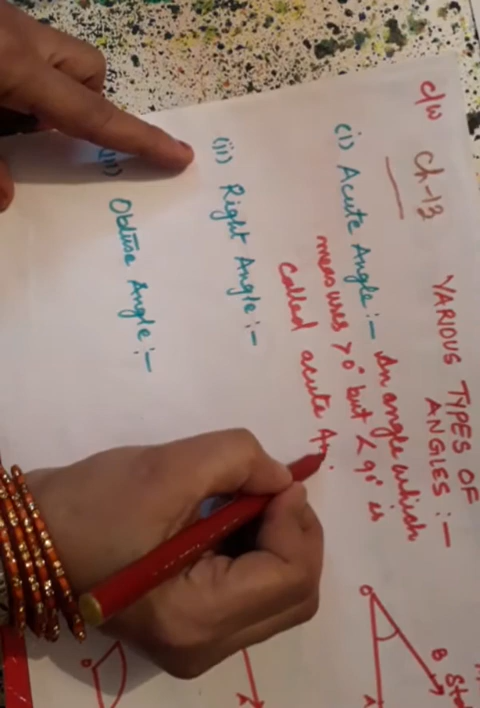 c/w Ch-13 VARIOUS TYPES OF
ANGLES :-
(i) Acute Angle :- An angle which
measures > 0° but < 90° is
called acute An
(ii) Right Angle :-
(iii) Obtuse Angle :-
O
B
A